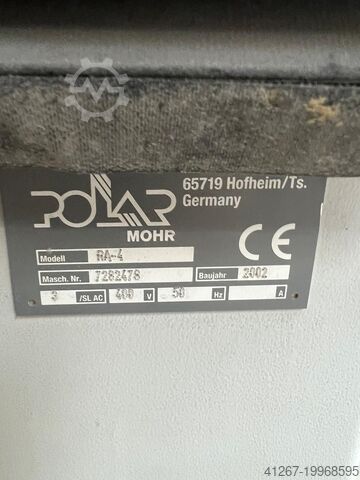 POLAR
MOHR
65719 Hofheim/Ts.
Germany
CE
Modell RA-4
Masch. Nr. 7282478 Baujahr 2002
3 /SL AC 400 V 50 Hz A
41267-19968595